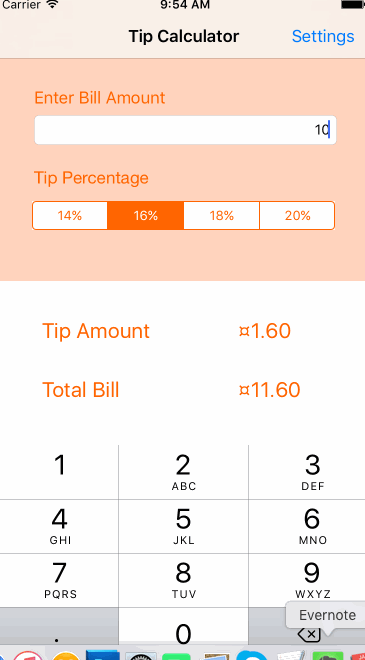 Carrier 9:54 AM
Tip Calculator Settings
Enter Bill Amount
10
Tip Percentage
14% 16% 18% 20%
Tip Amount ¤1.60
Total Bill ¤11.60
1 2 3
ABC DEF
4 5 6
GHI JKL MNO
7 8 9
PQRS TUV WXYZ
Evernote
. 0